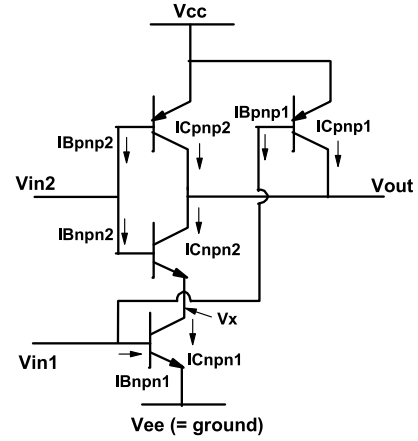 Vcc
IBpnp1
ICpnp2
ICpnp1
IBpnp2
Vin2
Vout
IBnpn2
ICnpn2
Vx
Vin1
ICnpn1
IBnpn1
Vee (= ground)